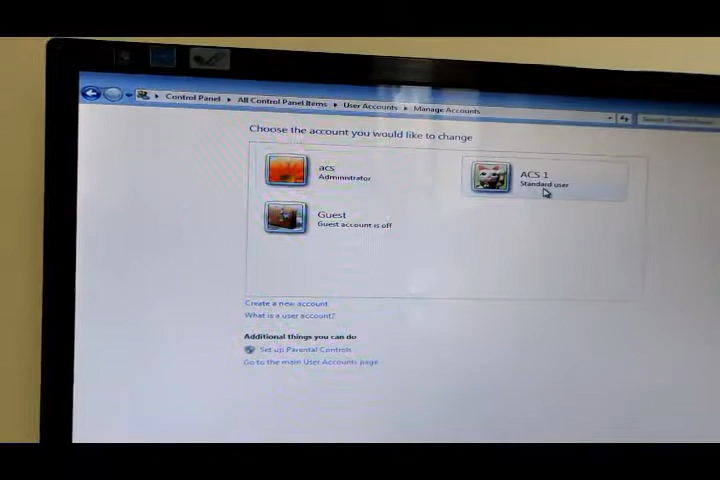 Control Panel ▸ All Control Panel Items ▸ User Accounts ▸ Manage Accounts
Search Control
Choose the account you would like to change
acs
Administrator
ACS 1
Standard user
Guest
Guest account is off
Create a new account
What is a user account?
Additional things you can do
Set up Parental Controls
Go to the main User Accounts page